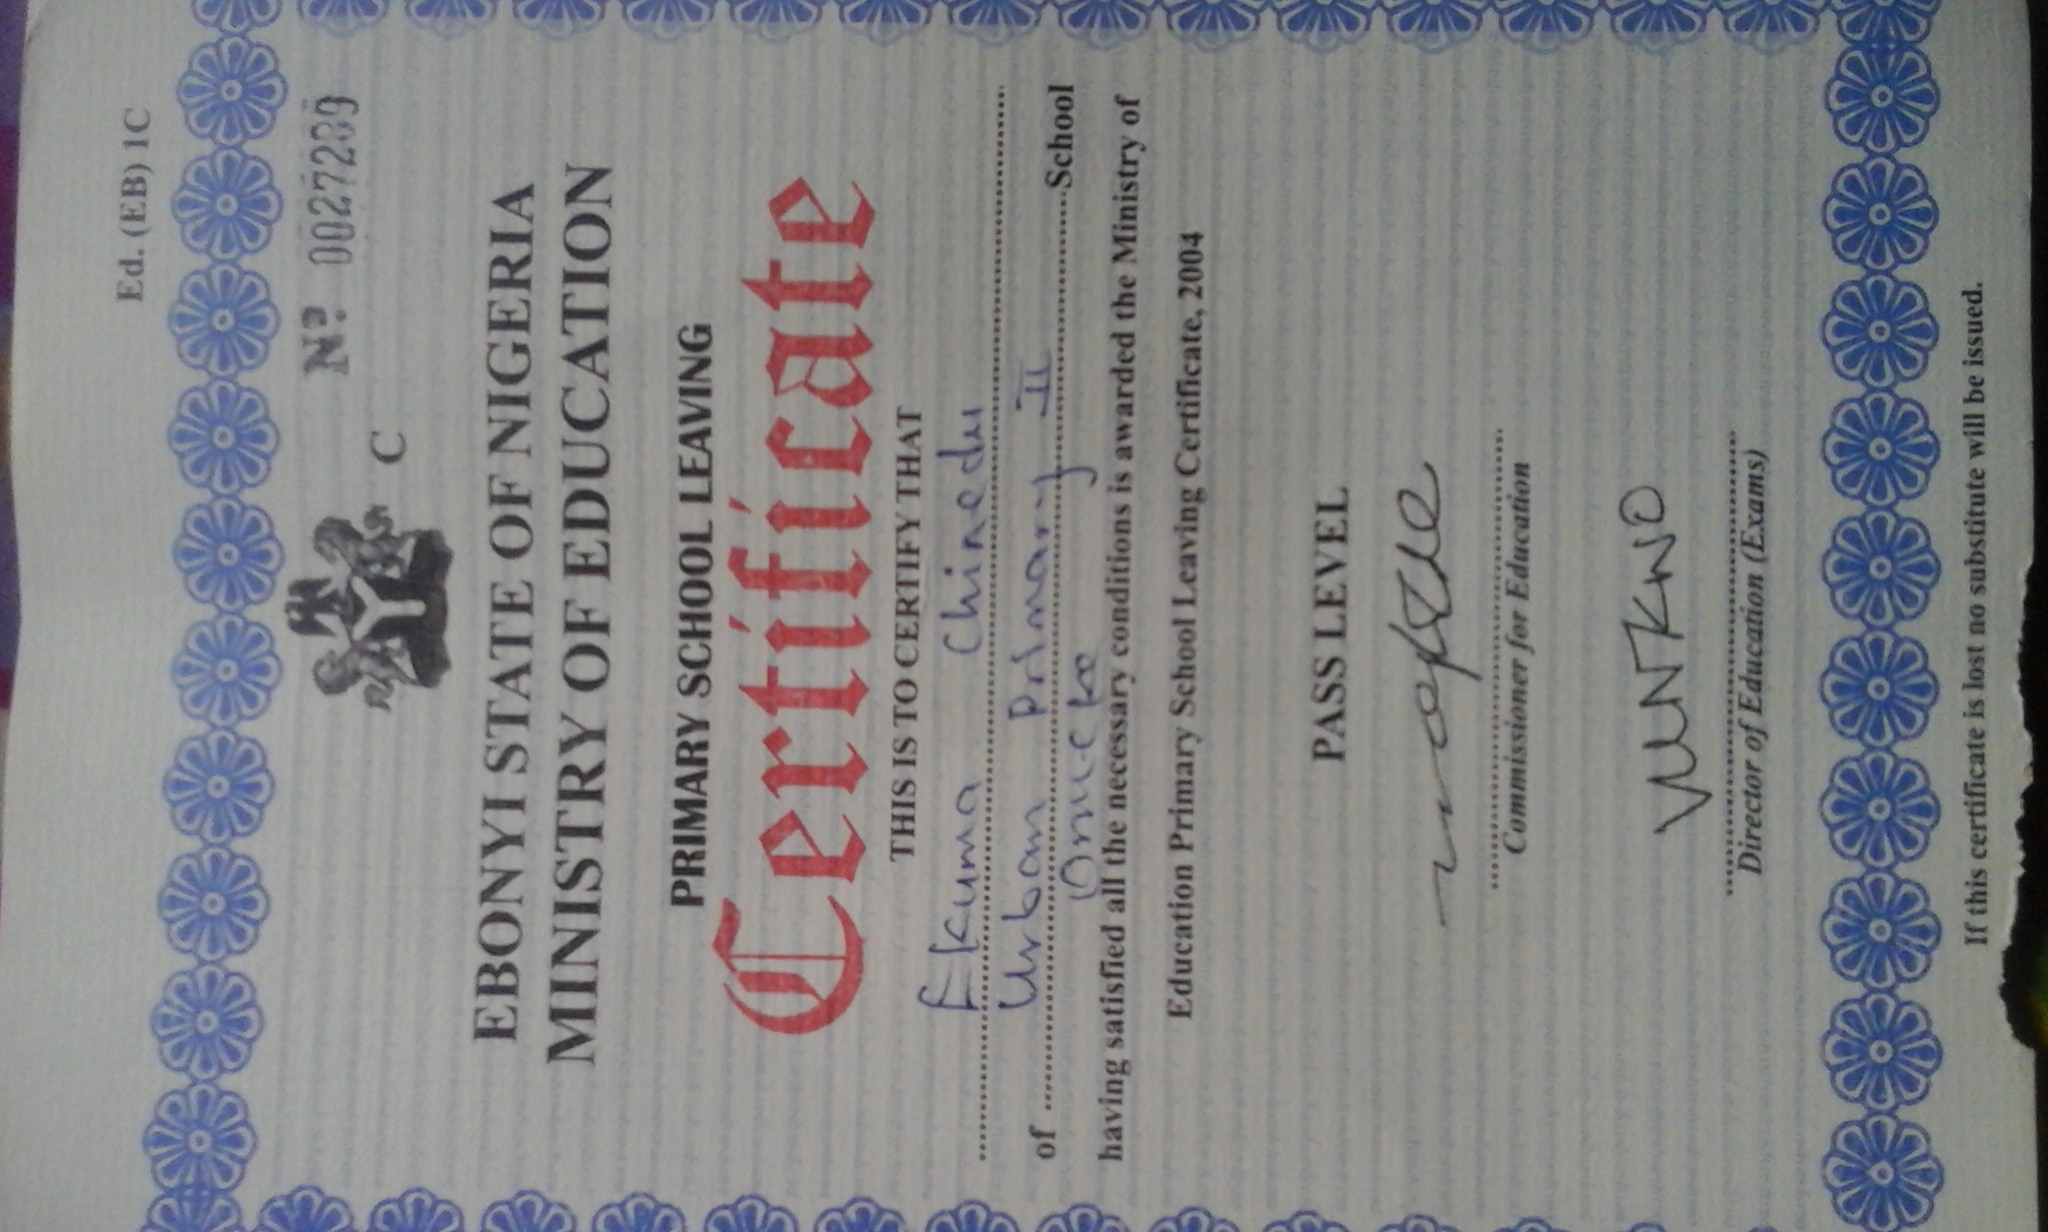 Ed. (EB) 1C
Nº 0027289
C
EBONYI STATE OF NIGERIA
MINISTRY OF EDUCATION
PRIMARY SCHOOL LEAVING
Certificate
THIS IS TO CERTIFY THAT
Ekuma Chinedu
of Urban Primary II School
having satisfied all the necessary conditions is awarded the Ministry of
Education Primary School Leaving Certificate, 2004
PASS LEVEL
Commissioner for Education
Director of Education (Exams)
If this certificate is lost no substitute will be issued.